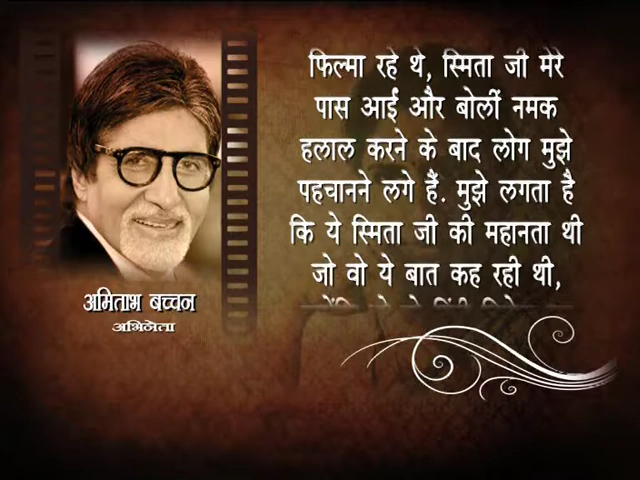 फिल्मा रहे थे, स्मिता जी मेरे
पास आईं और बोलीं नमक
हलाल करने के बाद लोग मुझे
पहचानने लगे हैं. मुझे लगता है
कि ये स्मिता जी की महानता थी
जो वो ये बात कह रही थी,
अमिताभ बच्चन
अभिनेता